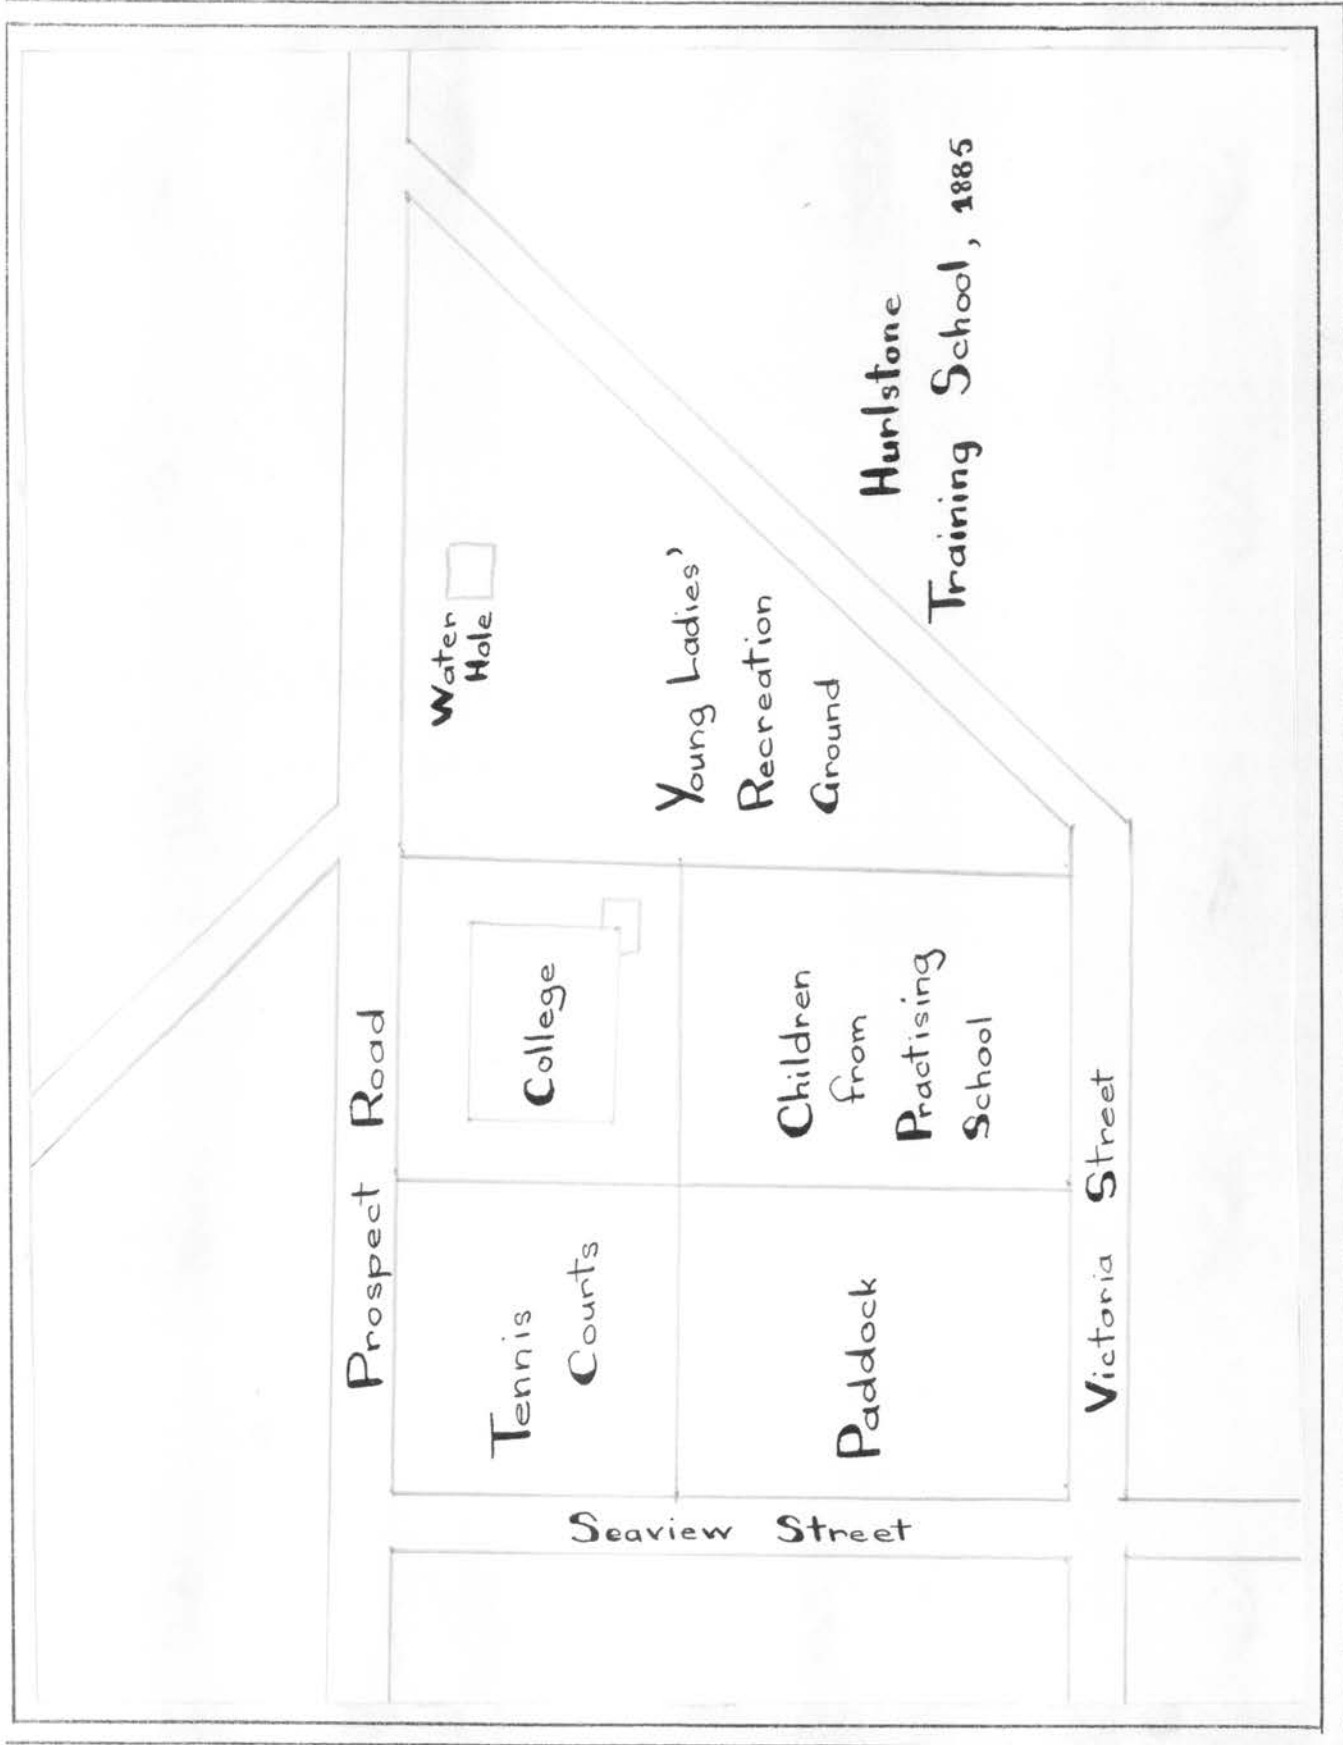 Prospect Road
Water
Hole
Tennis
Courts
College
Young Ladies'
Recreation
Ground
Paddock
Children
from
Practising
School
Seaview Street
Victoria Street
Hurlstone
Training School, 1885